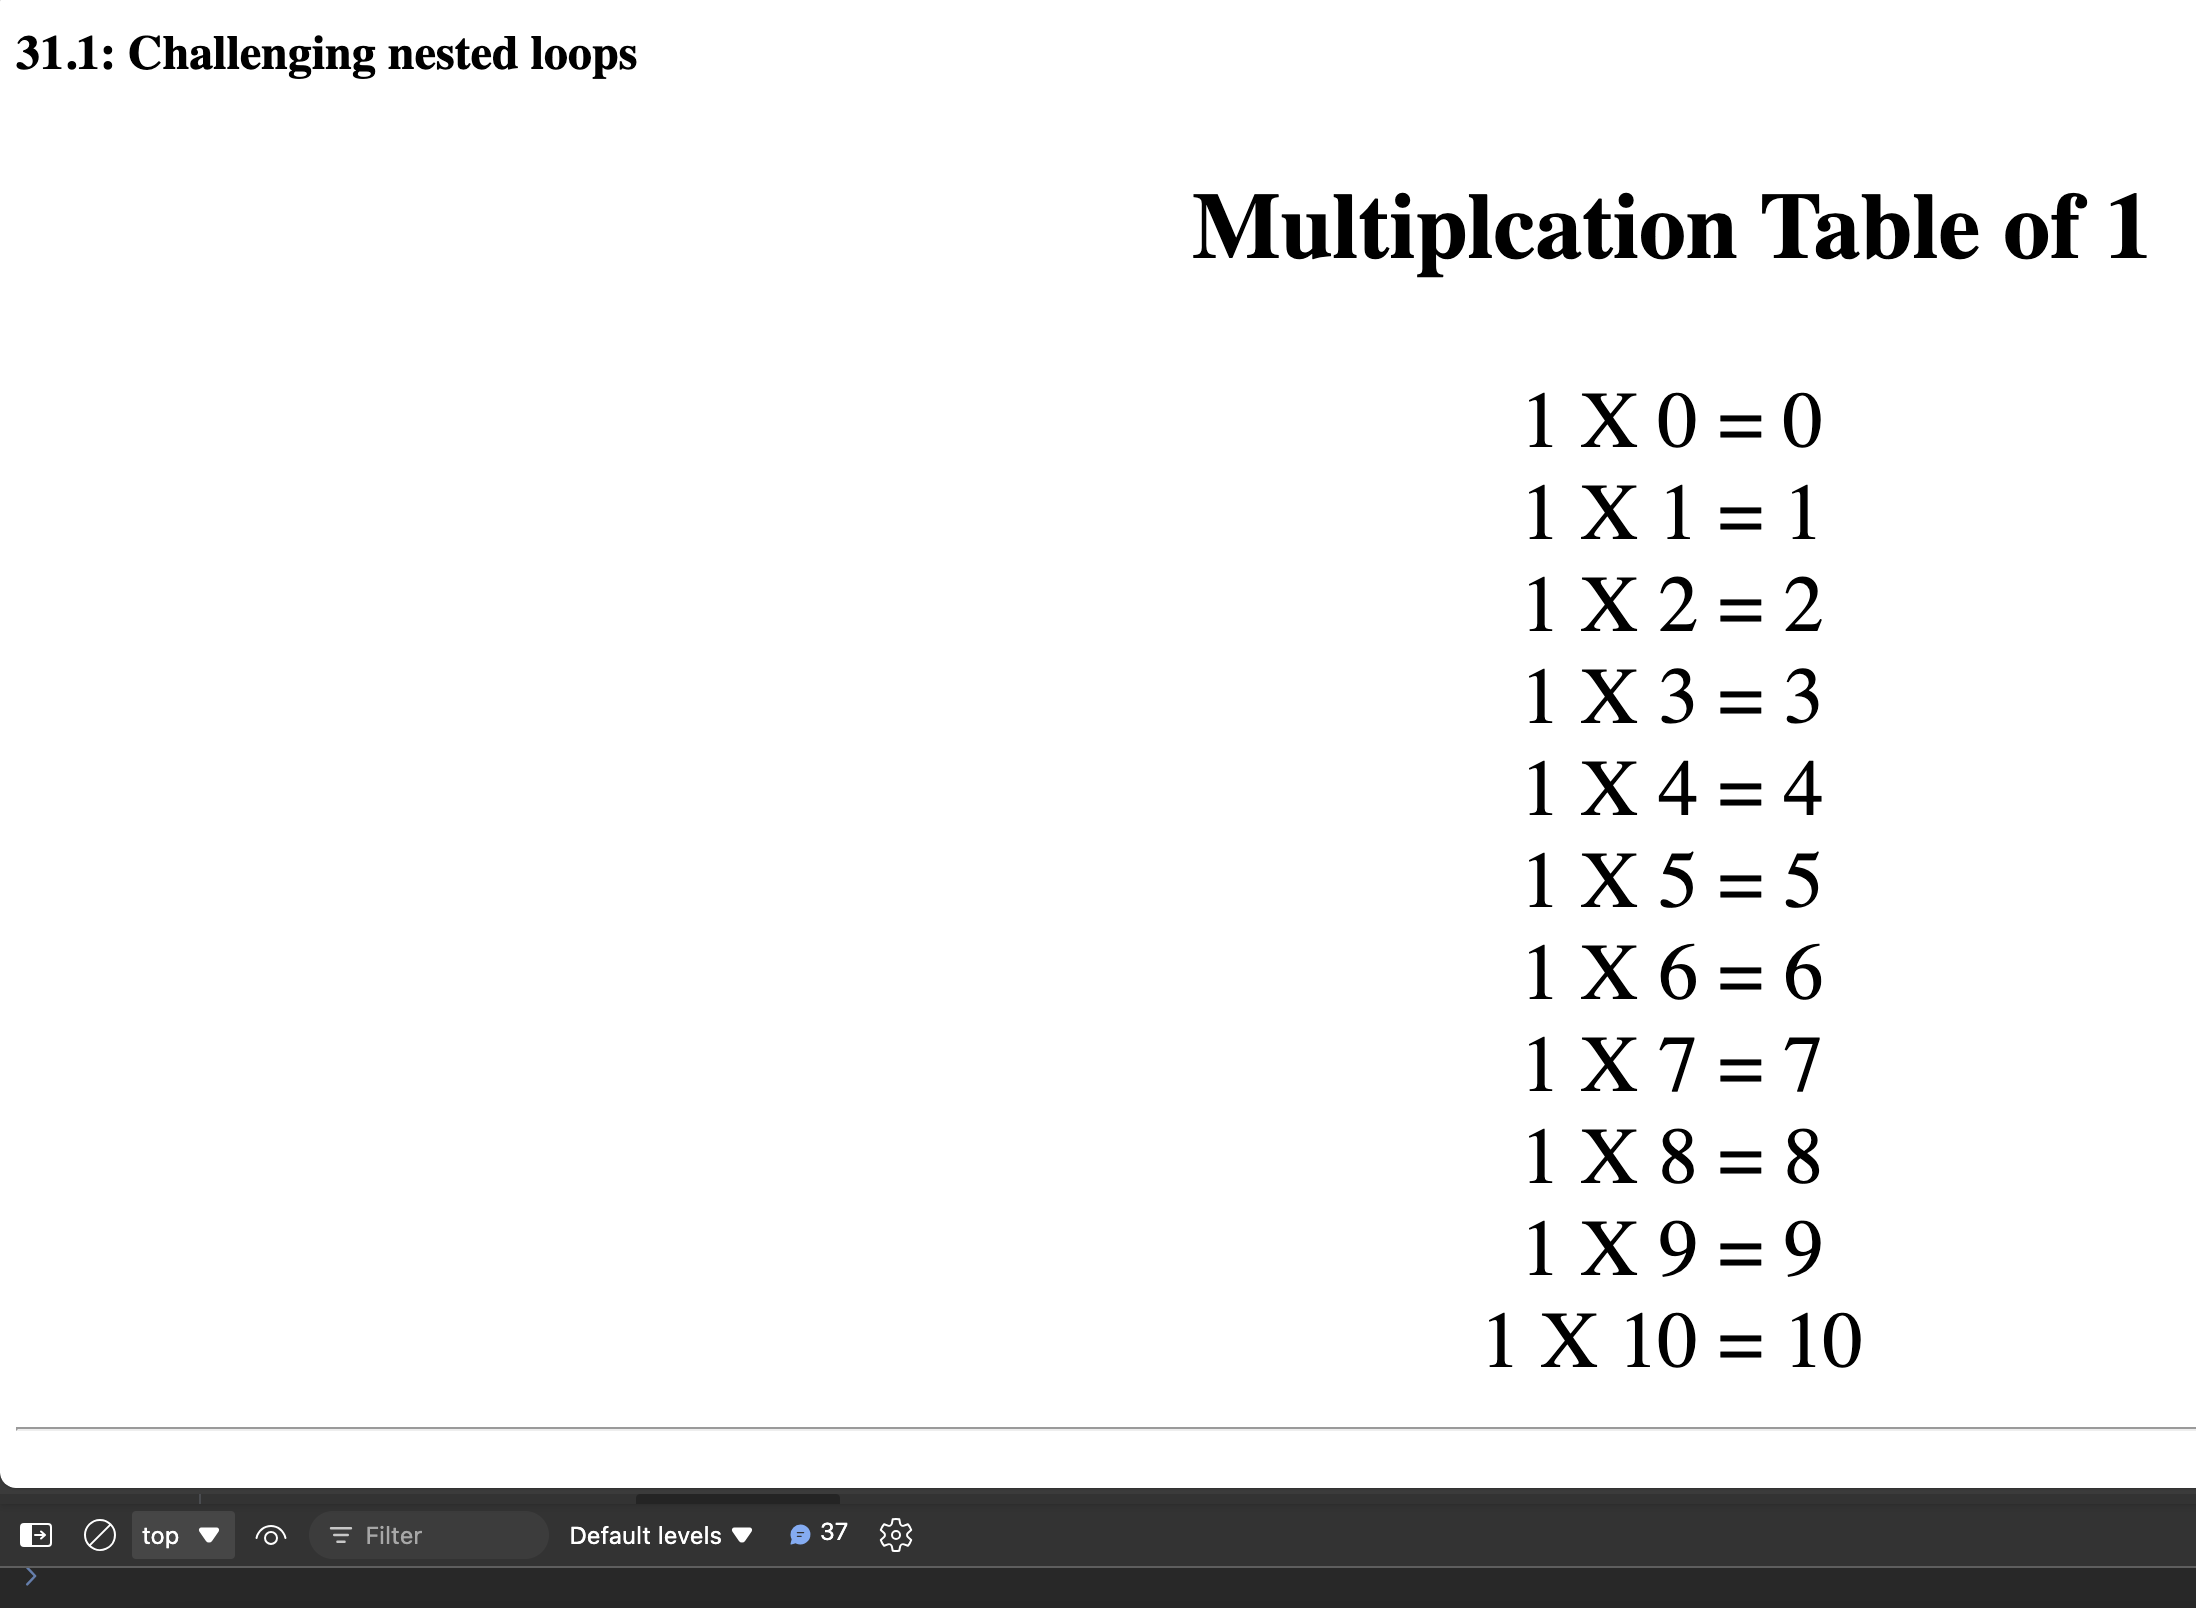 31.1: Challenging nested loops
Multiplcation Table of 1
1 X 0 = 0
1 X 1 = 1
1 X 2 = 2
1 X 3 = 3
1 X 4 = 4
1 X 5 = 5
1 X 6 = 6
1 X 7 = 7
1 X 8 = 8
1 X 9 = 9
1 X 10 = 10
top Filter Default levels 37